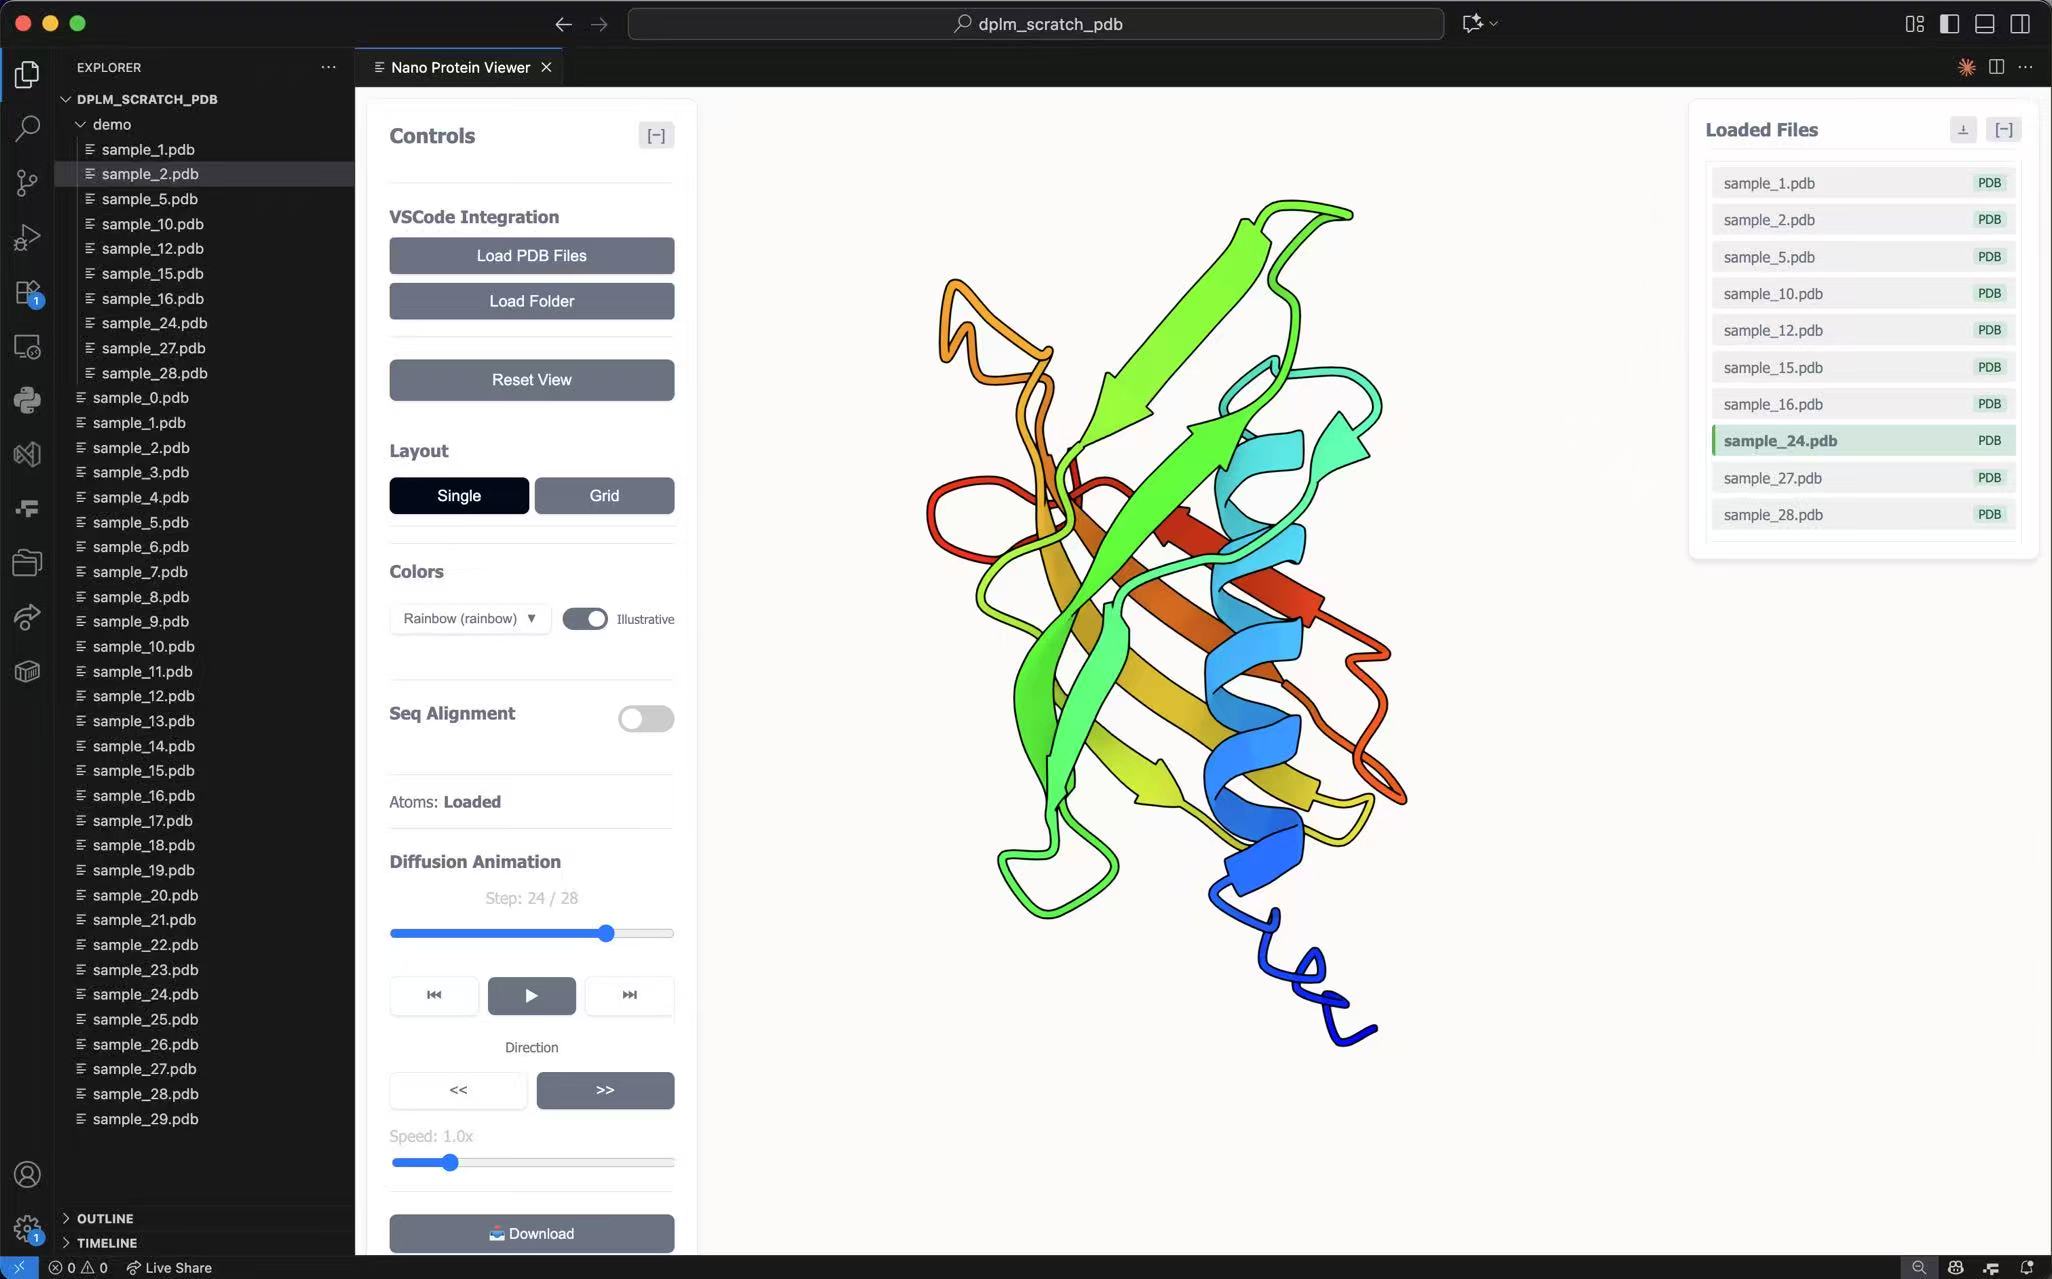 dplm_scratch_pdb
EXPLORER
Nano Protein Viewer
DPLM_SCRATCH_PDB
demo
sample_1.pdb
sample_2.pdb
sample_5.pdb
sample_10.pdb
sample_12.pdb
sample_15.pdb
sample_16.pdb
sample_24.pdb
sample_27.pdb
sample_28.pdb
sample_0.pdb
sample_1.pdb
sample_2.pdb
sample_3.pdb
sample_4.pdb
sample_5.pdb
sample_6.pdb
sample_7.pdb
sample_8.pdb
sample_9.pdb
sample_10.pdb
sample_11.pdb
sample_12.pdb
sample_13.pdb
sample_14.pdb
sample_15.pdb
sample_16.pdb
sample_17.pdb
sample_18.pdb
sample_19.pdb
sample_20.pdb
sample_21.pdb
sample_22.pdb
sample_23.pdb
sample_24.pdb
sample_25.pdb
sample_26.pdb
sample_27.pdb
sample_28.pdb
sample_29.pdb
OUTLINE
TIMELINE
1
1
Controls [-]
VSCode Integration
Load PDB Files
Load Folder
Reset View
Layout
Single Grid
Colors
Rainbow (rainbow) ▼ Illustrative
Seq Alignment
Atoms: Loaded
Diffusion Animation
Step: 24 / 28
Direction
<< >>
Speed: 1.0x
Download
Loaded Files [-]
sample_1.pdb PDB
sample_2.pdb PDB
sample_5.pdb PDB
sample_10.pdb PDB
sample_12.pdb PDB
sample_15.pdb PDB
sample_16.pdb PDB
sample_24.pdb PDB
sample_27.pdb PDB
sample_28.pdb PDB
0 0 Live Share